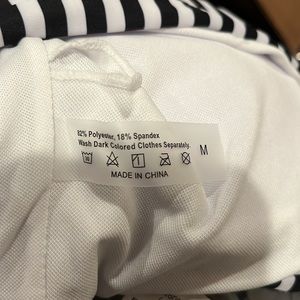 82% Polyester, 18% Spandex
Wash Dark Colored Clothes Separately.
M
MADE IN CHINA